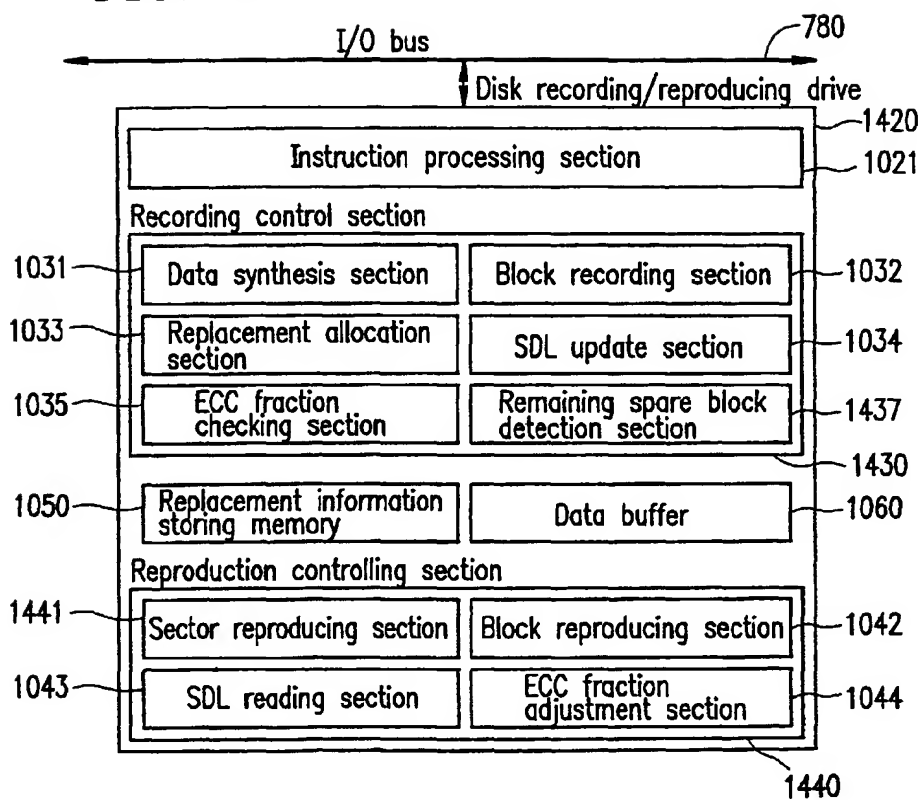 I/O bus
780
Disk recording/reproducing drive
1420
Instruction processing section
1021
Recording control section
1031
Data synthesis section
Block recording section
1032
1033
Replacement allocation
section
SDL update section
1034
1035
ECC fraction
checking section
Remaining spare block
detection section
1437
1430
1050
Replacement information
storing memory
Data buffer
1060
Reproduction controlling section
1441
Sector reproducing section
Block reproducing section
1042
1043
SDL reading section
ECC fraction
adjustment section
1044
1440